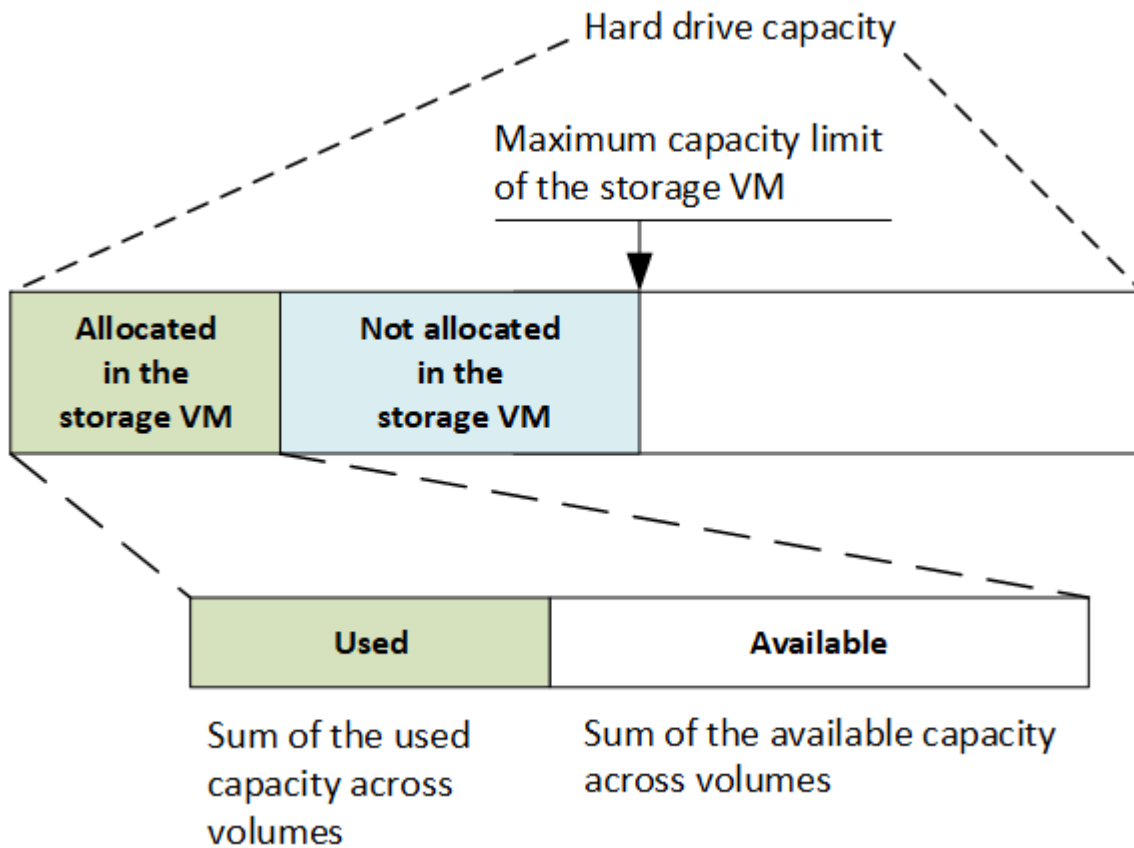 Hard drive capacity
Maximum capacity limit
of the storage VM
Allocated
in the
storage VM
Not allocated
in the
storage VM
Used
Available
Sum of the used
capacity across
volumes
Sum of the available capacity
across volumes